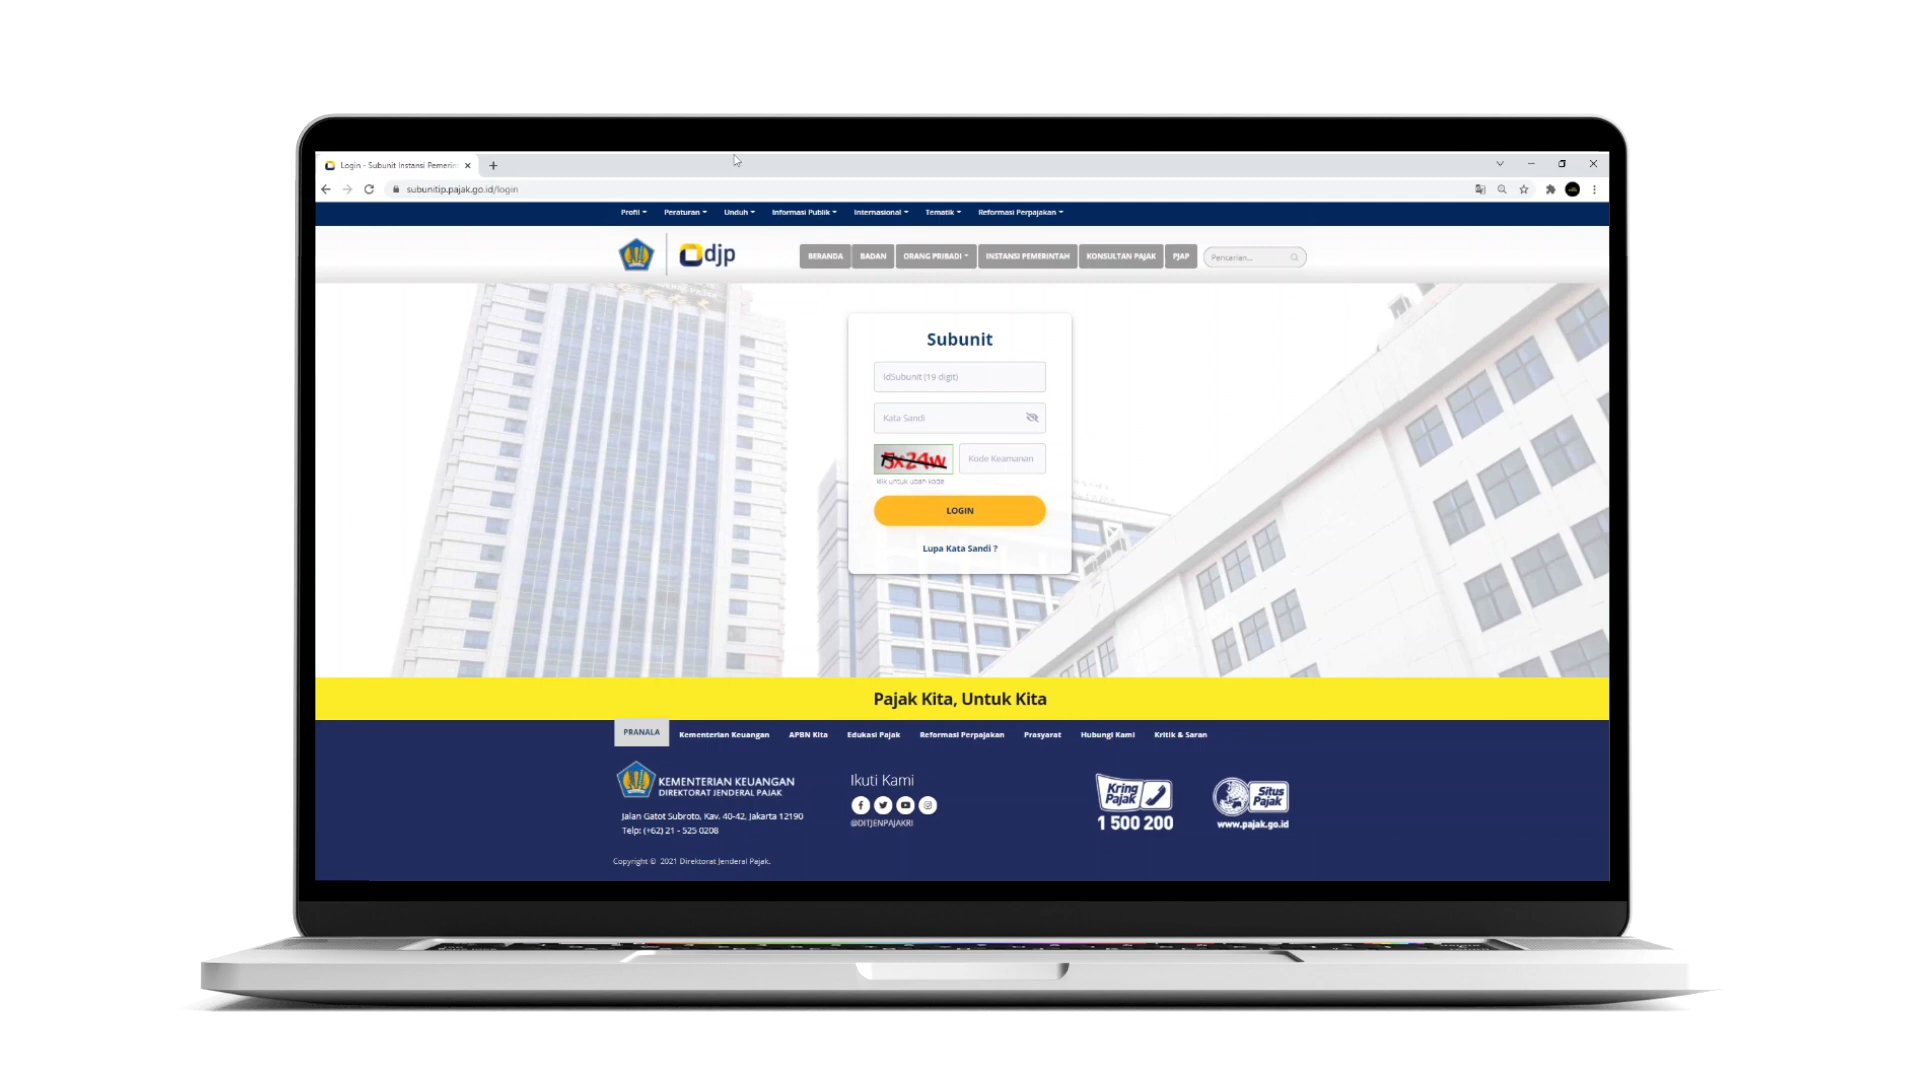 Login - Subunit Instansi Pemerin
subunitip.pajak.go.id/login
Profil Peraturan Unduh Informasi Publik Internasional Tematik Reformasi Perpajakan
djp
BERANDA BADAN ORANG PRIBADI INSTANSI PEMERINTAH KONSULTAN PAJAK PJAP Pencarian...
Subunit
IdSubunit (19 digit)
Kata Sandi
5x24w Kode Keamanan
klik untuk ubah kode
LOGIN
Lupa Kata Sandi ?
Pajak Kita, Untuk Kita
PRANALA Kementerian Keuangan APBN Kita Edukasi Pajak Reformasi Perpajakan Prasyarat Hubungi Kami Kritik & Saran
KEMENTERIAN KEUANGAN
DIREKTORAT JENDERAL PAJAK
Jalan Gatot Subroto, Kav. 40-42, Jakarta 12190
Telp: (+62) 21 - 525 0208
Ikuti Kami
@DITJENPAJAKRI
Kring
Pajak
1 500 200
Situs
Pajak
www.pajak.go.id
Copyright © 2021 Direktorat Jenderal Pajak.